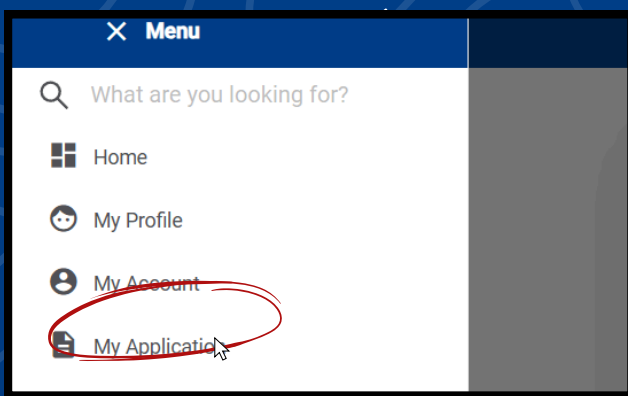 Menu
What are you looking for?
Home
My Profile
My Account
My Applicatio